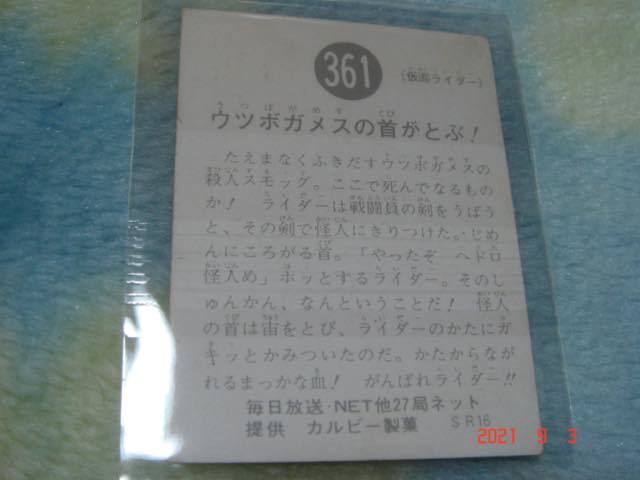 361
(仮面ライダー)
ウツボガメスの首がとぶ!
たえまなくふきだすウツボガメスの
殺人スモッグ。ここで死んでなるもの
か! ライダーは戦闘員の剣をうばう
と、その剣で怪人にきりつけた。じめ
んにころがる首。「やったぞ ヘドロ
怪人め」ホッとするライダー。そのし
ゅんかん、なんということだ! 怪人
の首は宙をとび、ライダーのかたにガ
キッとかみついたのだ。かたからなが
れるまっかな血! がんばれライダー!!
毎日放送・NET他27局ネット
提供 カルビー製菓 SR16
2021 9 3